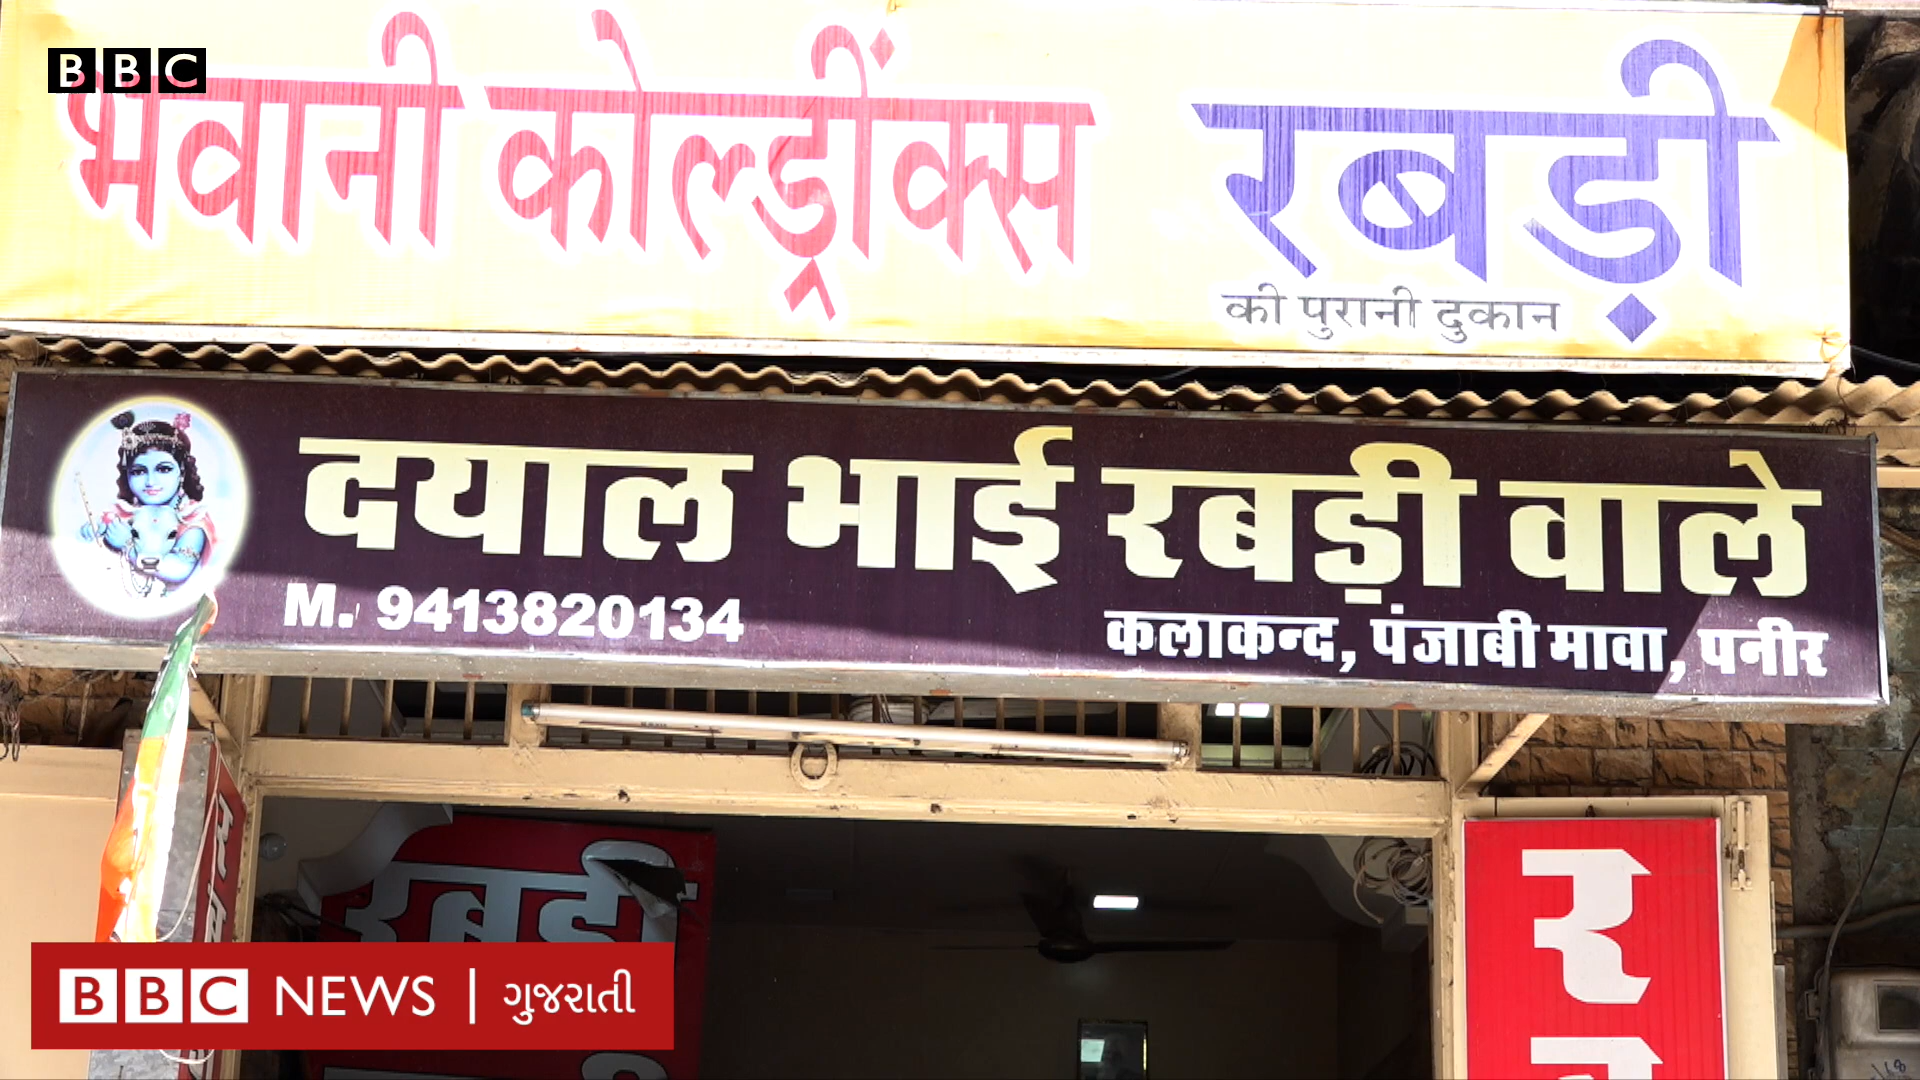 BBC
भवानी कोल्ड्रींक्स रबड़ी
की पुरानी दुकान
दयाल भाई रबड़ी वाले
M. 9413820134
कलाकन्द, पंजाबी मावा, पनीर
रबड़ी
र
BBC NEWS | ગુજરાતી